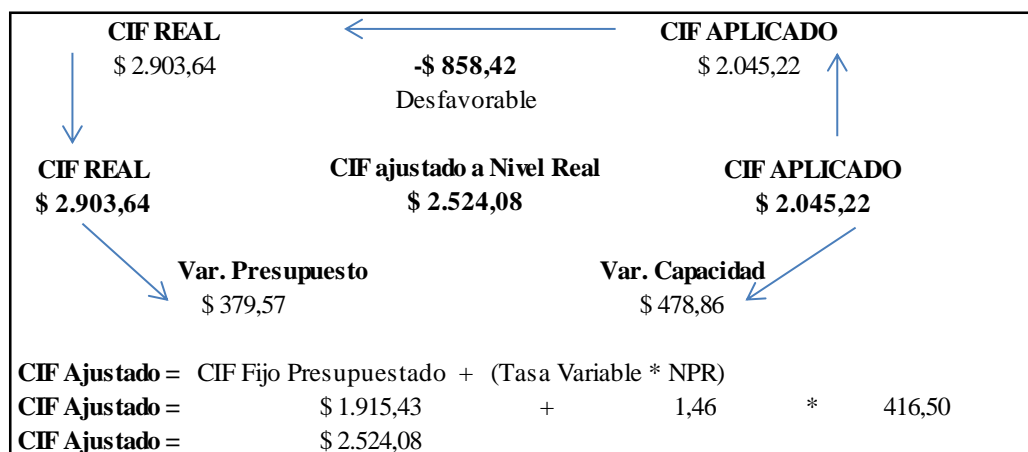 CIF REAL CIF APLICADO
$ 2.903,64 -$ 858,42 $ 2.045,22
Desfavorable
CIF REAL CIF ajustado a Nivel Real CIF APLICADO
$ 2.903,64 $ 2.524,08 $ 2.045,22
Var. Presupuesto Var. Capacidad
$ 379,57 $ 478,86
CIF Ajustado = CIF Fijo Presupuestado + (Tasa Variable * NPR)
CIF Ajustado = $ 1.915,43 + 1,46 * 416,50
CIF Ajustado = $ 2.524,08